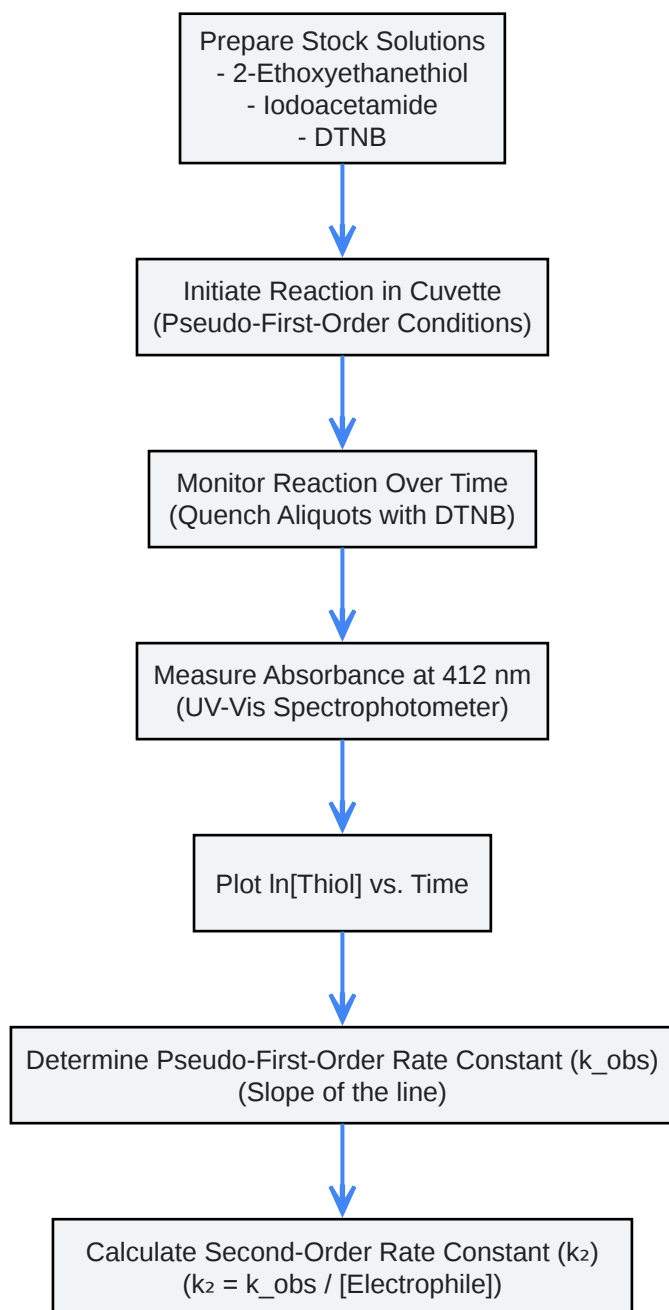 Prepare Stock Solutions
- 2-Ethoxyethanethiol
- Iodoacetamide
- DTNB
Initiate Reaction in Cuvette
(Pseudo-First-Order Conditions)
Monitor Reaction Over Time
(Quench Aliquots with DTNB)
Measure Absorbance at 412 nm
(UV-Vis Spectrophotometer)
Plot ln[Thiol] vs. Time
Determine Pseudo-First-Order Rate Constant (k_obs)
(Slope of the line)
Calculate Second-Order Rate Constant (k₂)
(k₂ = k_obs / [Electrophile])